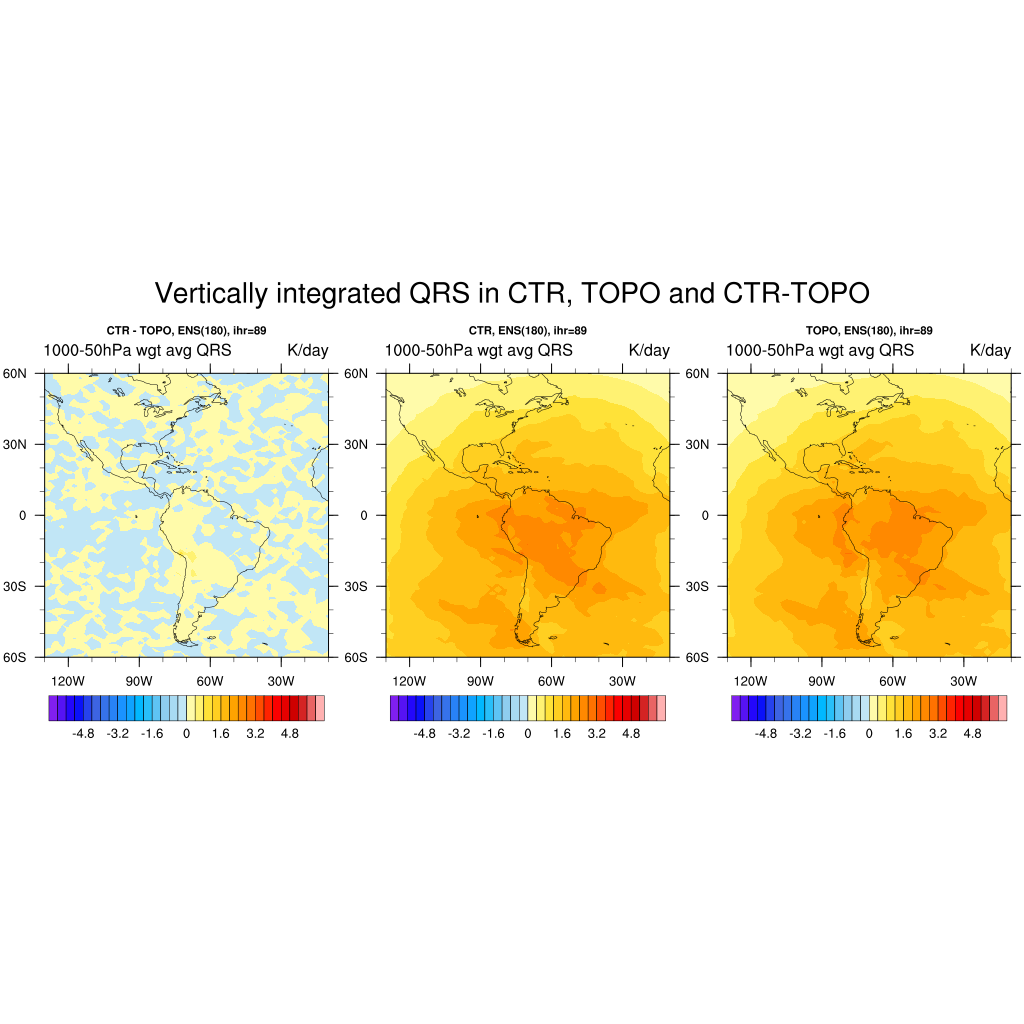 Vertically integrated QRS in CTR, TOPO and CTR-TOPO
CTR - TOPO, ENS(180), ihr=89
1000-50hPa wgt avg QRS K/day
60N
30N
0
30S
60S
120W 90W 60W 30W
-4.8 -3.2 -1.6 0 1.6 3.2 4.8
CTR, ENS(180), ihr=89
1000-50hPa wgt avg QRS K/day
60N
30N
0
30S
60S
120W 90W 60W 30W
-4.8 -3.2 -1.6 0 1.6 3.2 4.8
TOPO, ENS(180), ihr=89
1000-50hPa wgt avg QRS K/day
60N
30N
0
30S
60S
120W 90W 60W 30W
-4.8 -3.2 -1.6 0 1.6 3.2 4.8